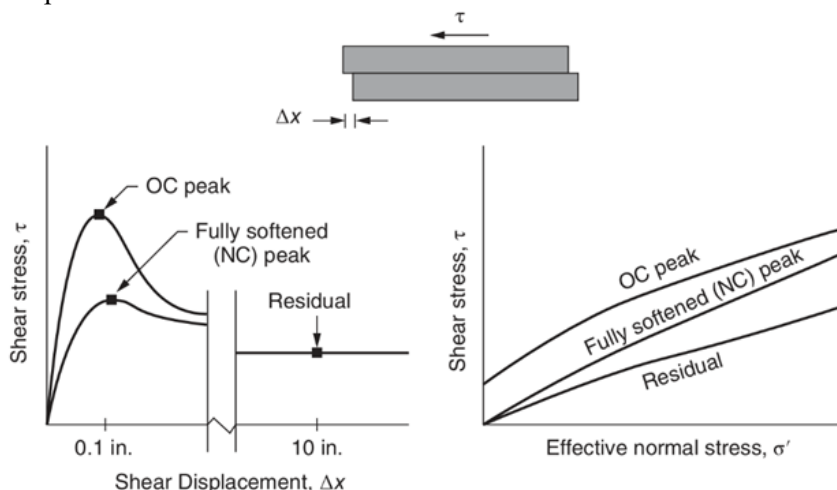 τ
Δx
OC peak
Fully softened
(NC) peak
Residual
Shear stress, τ
0.1 in.
10 in.
Shear Displacement, Δx
OC peak
Fully softened (NC) peak
Residual
Shear stress, τ
Effective normal stress, σ′